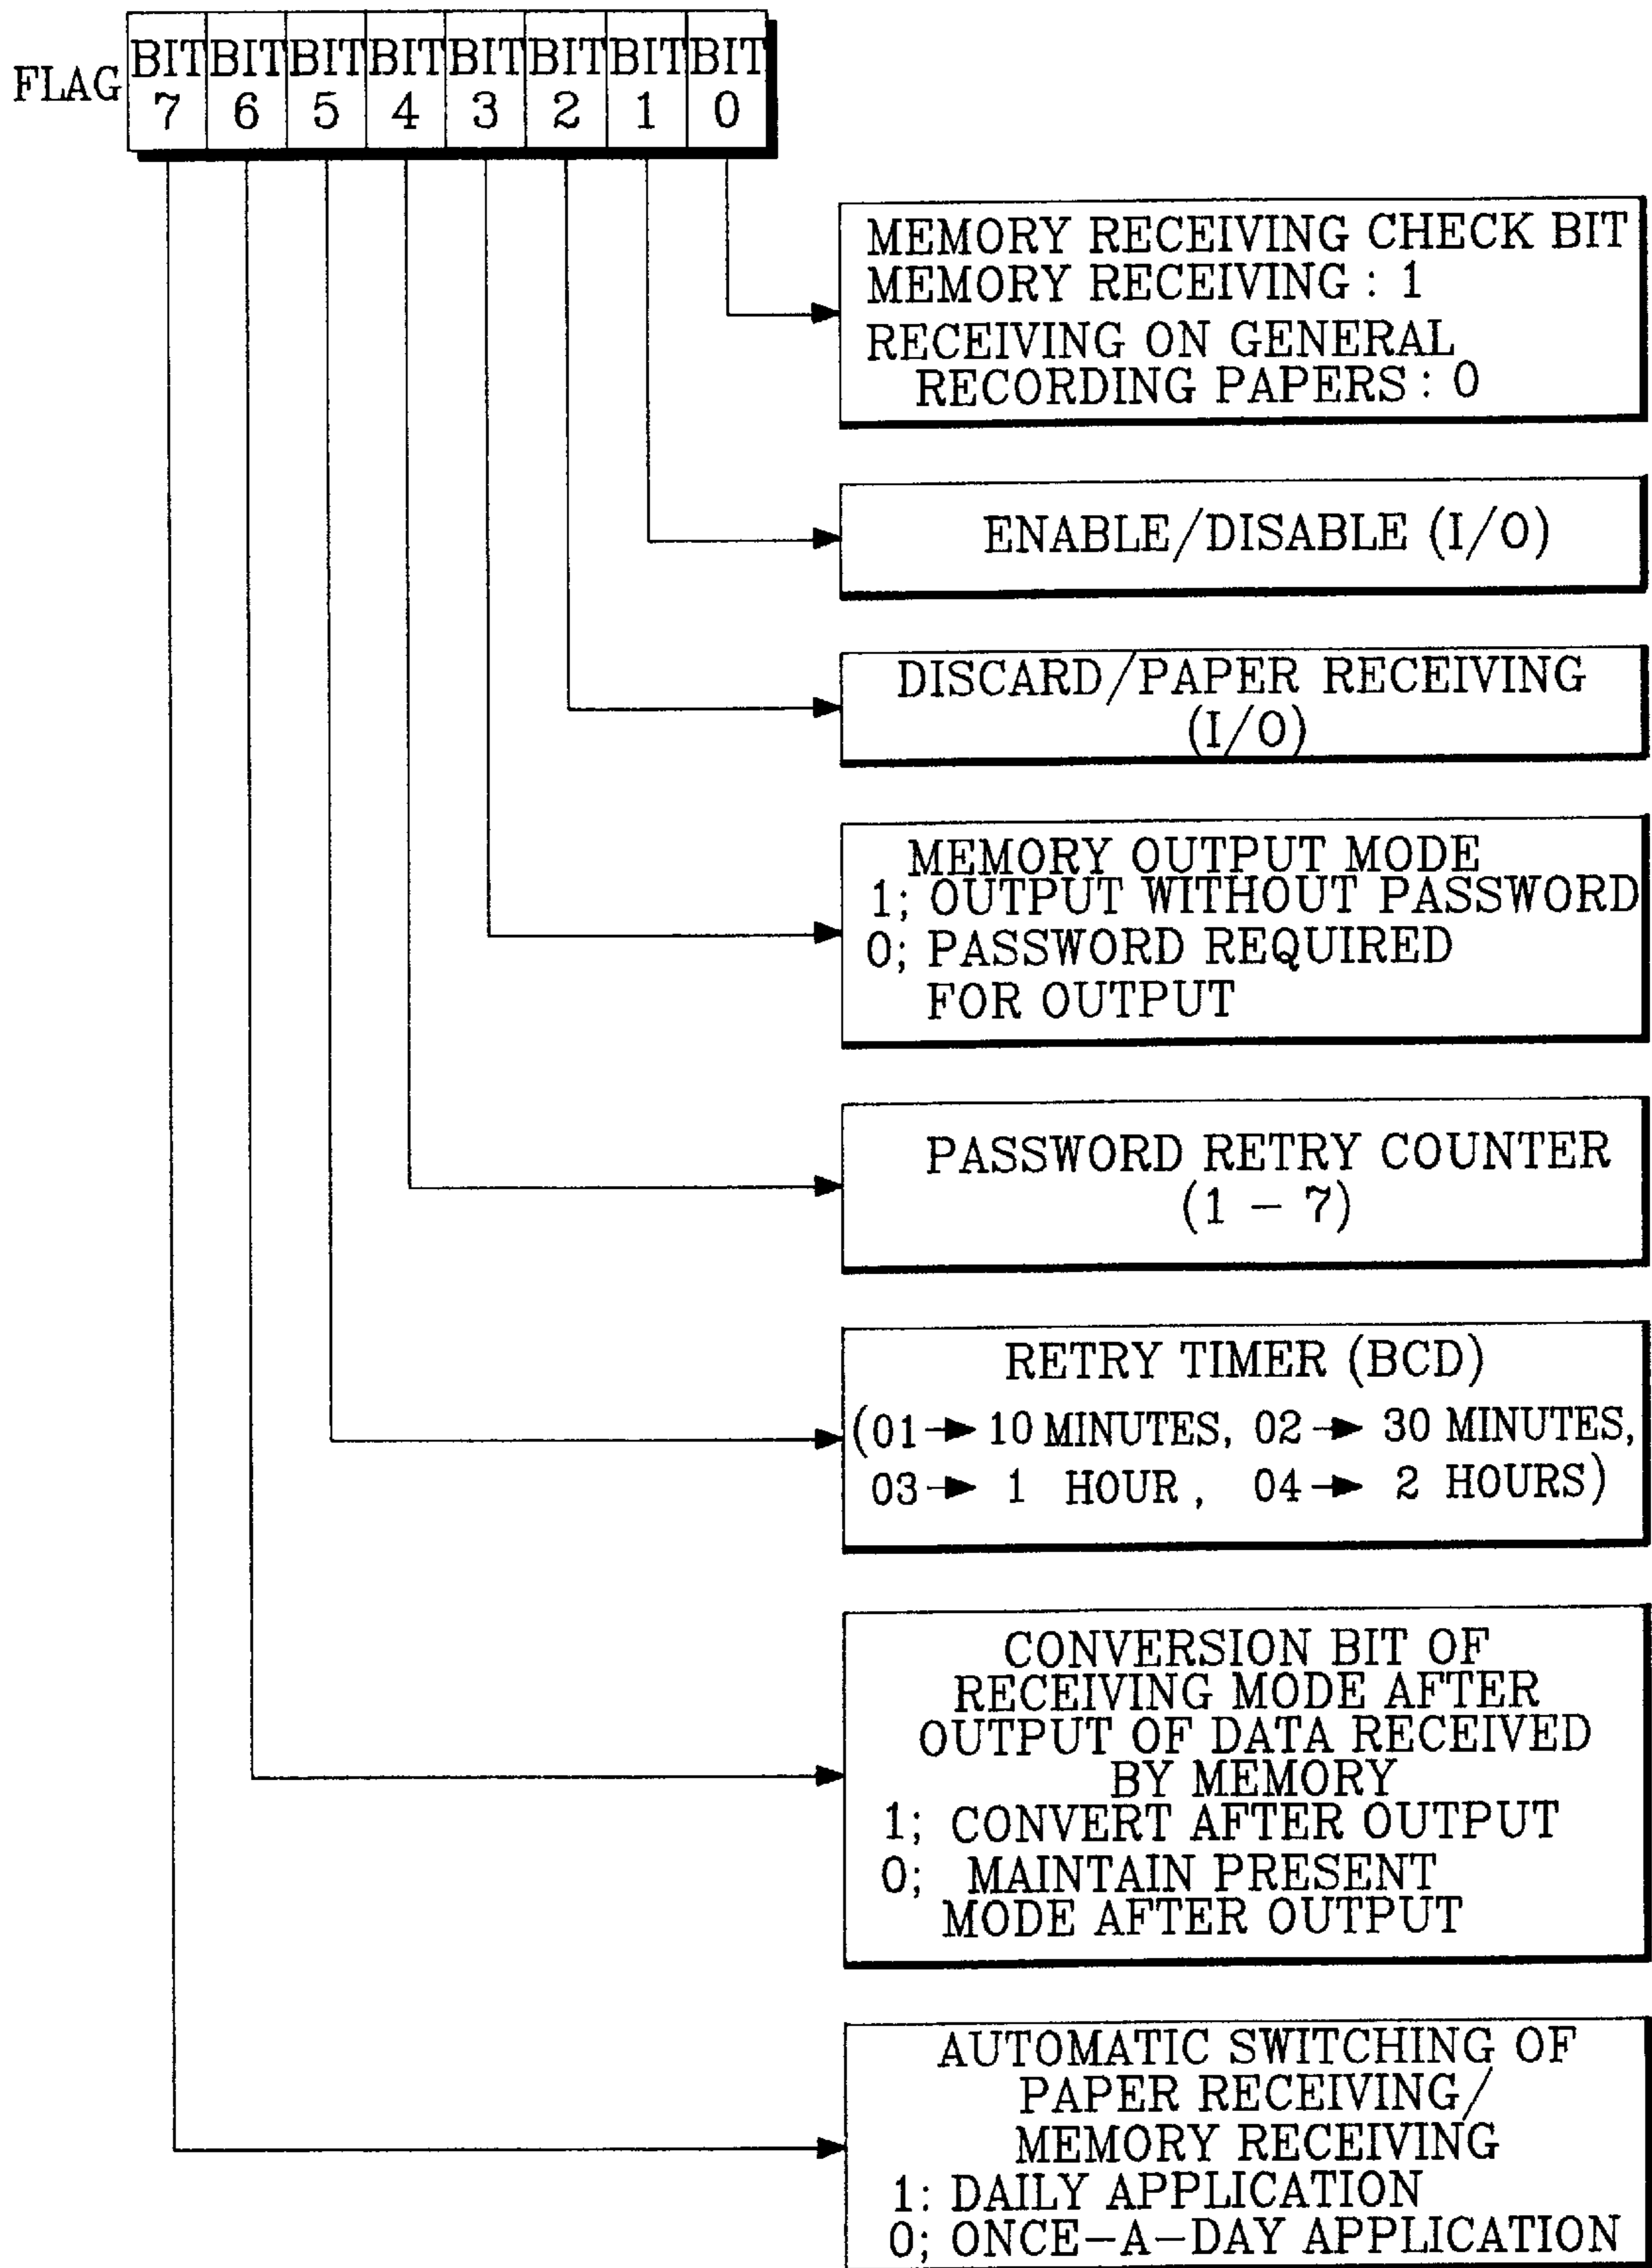 FLAG
BIT 7 BIT 6 BIT 5 BIT 4 BIT 3 BIT 2 BIT 1 BIT 0
MEMORY RECEIVING CHECK BIT
MEMORY RECEIVING : 1
RECEIVING ON GENERAL
RECORDING PAPERS : 0
ENABLE/DISABLE (I/O)
DISCARD/PAPER RECEIVING
(I/O)
MEMORY OUTPUT MODE
1; OUTPUT WITHOUT PASSWORD
0; PASSWORD REQUIRED
FOR OUTPUT
PASSWORD RETRY COUNTER
(1 – 7)
RETRY TIMER (BCD)
(01→ 10 MINUTES, 02→ 30 MINUTES,
03→ 1 HOUR , 04→ 2 HOURS)
CONVERSION BIT OF
RECEIVING MODE AFTER
OUTPUT OF DATA RECEIVED
BY MEMORY
1; CONVERT AFTER OUTPUT
0; MAINTAIN PRESENT
MODE AFTER OUTPUT
AUTOMATIC SWITCHING OF
PAPER RECEIVING/
MEMORY RECEIVING
1: DAILY APPLICATION
0; ONCE–A–DAY APPLICATION